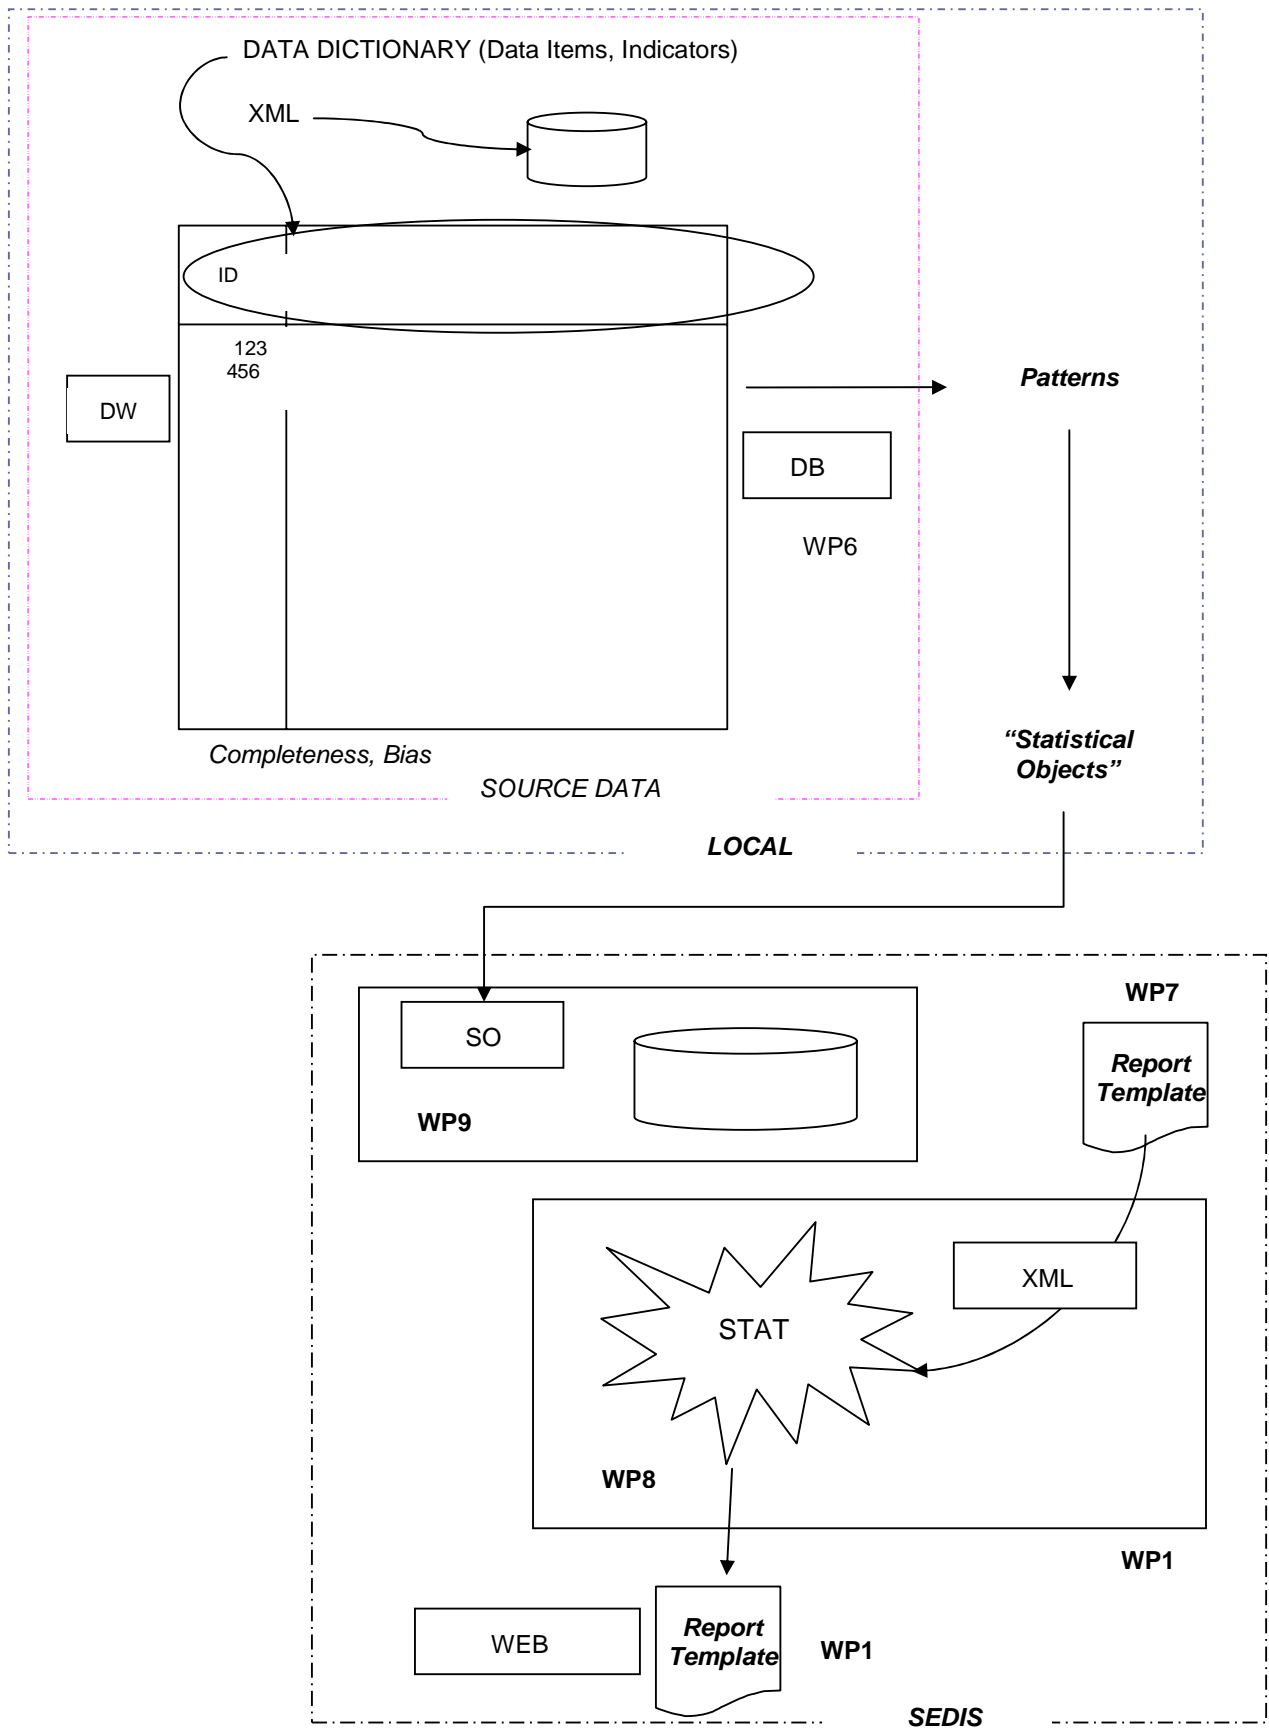 DATA DICTIONARY (Data Items, Indicators)
XML
ID
123
456
DW
Patterns
DB
WP6
“Statistical
Objects”
Completeness, Bias
SOURCE DATA
LOCAL
WP7
SO
Report
Template
WP9
XML
STAT
WP8
WP1
WEB
Report
Template
WP1
SEDIS